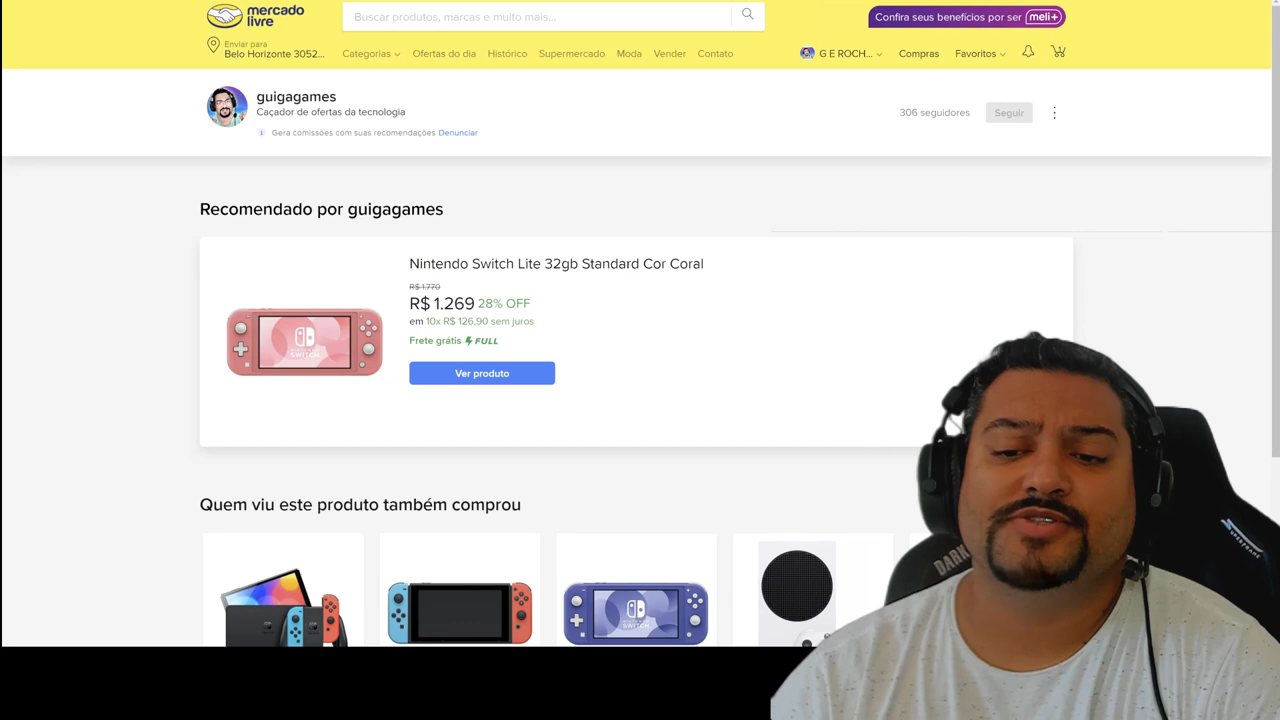 mercado
livre
Buscar produtos, marcas e muito mais...
Confira seus benefícios por ser meli+
Enviar para
Belo Horizonte 3052...
Categorias
Ofertas do dia
Histórico
Supermercado
Moda
Vender
Contato
G E ROCH...
Compras
Favoritos
guigagames
Caçador de ofertas da tecnologia
Gera comissões com suas recomendações Denunciar
306 seguidores
Seguir
Recomendado por guigagames
Nintendo Switch Lite 32gb Standard Cor Coral
R$ 1.770
R$ 1.269 28% OFF
em 10x R$ 126,90 sem juros
Frete grátis FULL
Ver produto
NINTENDO
SWITCH
Quem viu este produto também comprou
DARK